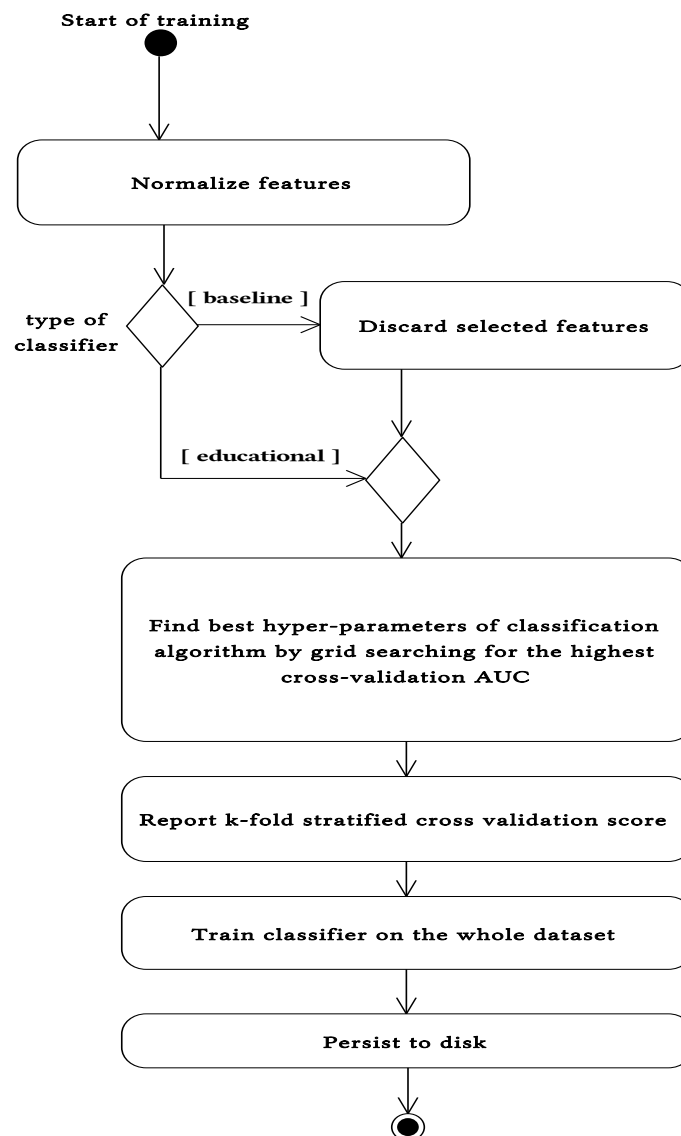 Start of training
Normalize features
[ baseline ]
type of
classifier
Discard selected features
[ educational ]
Find best hyper-parameters of classification
algorithm by grid searching for the highest
cross-validation AUC
Report k-fold stratified cross validation score
Train classifier on the whole dataset
Persist to disk